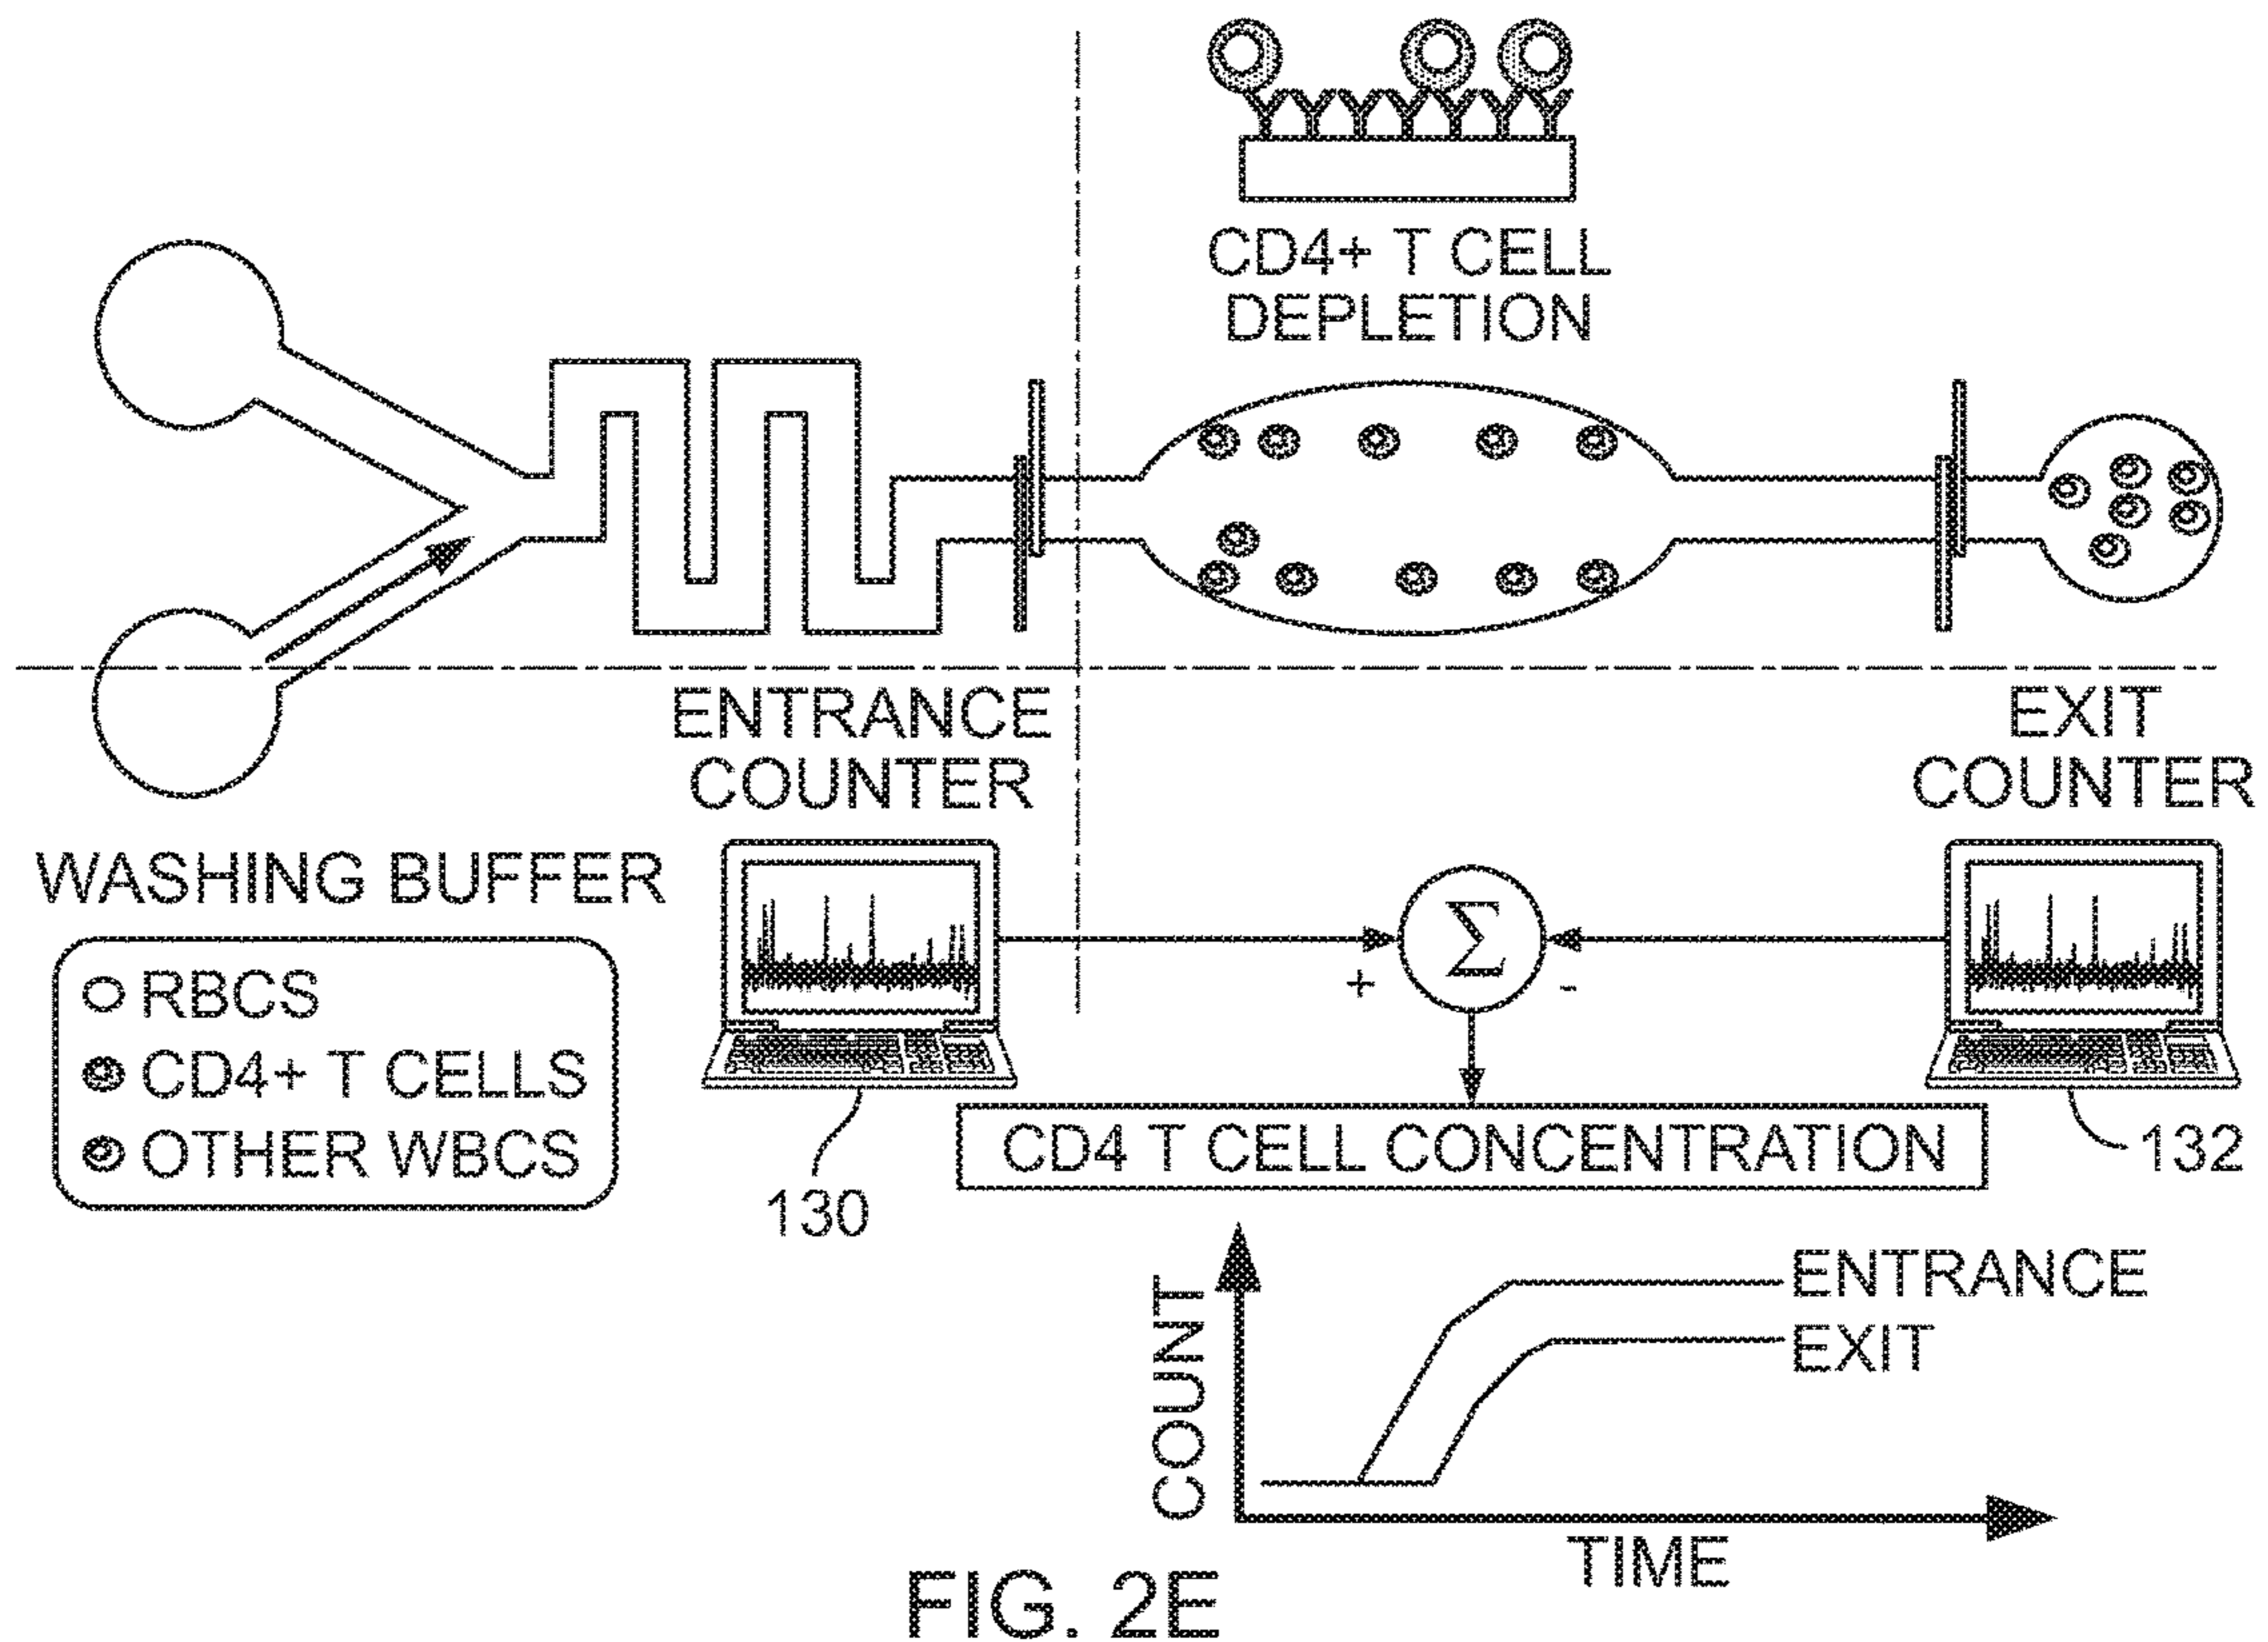 CD4+ T CELL
DEPLETION
ENTRANCE
COUNTER
EXIT
COUNTER
WASHING BUFFER
RBCS
CD4+ T CELLS
OTHER WBCS
Σ
+
-
CD4 T CELL CONCENTRATION
130
132
COUNT
ENTRANCE
EXIT
TIME
FIG. 2E